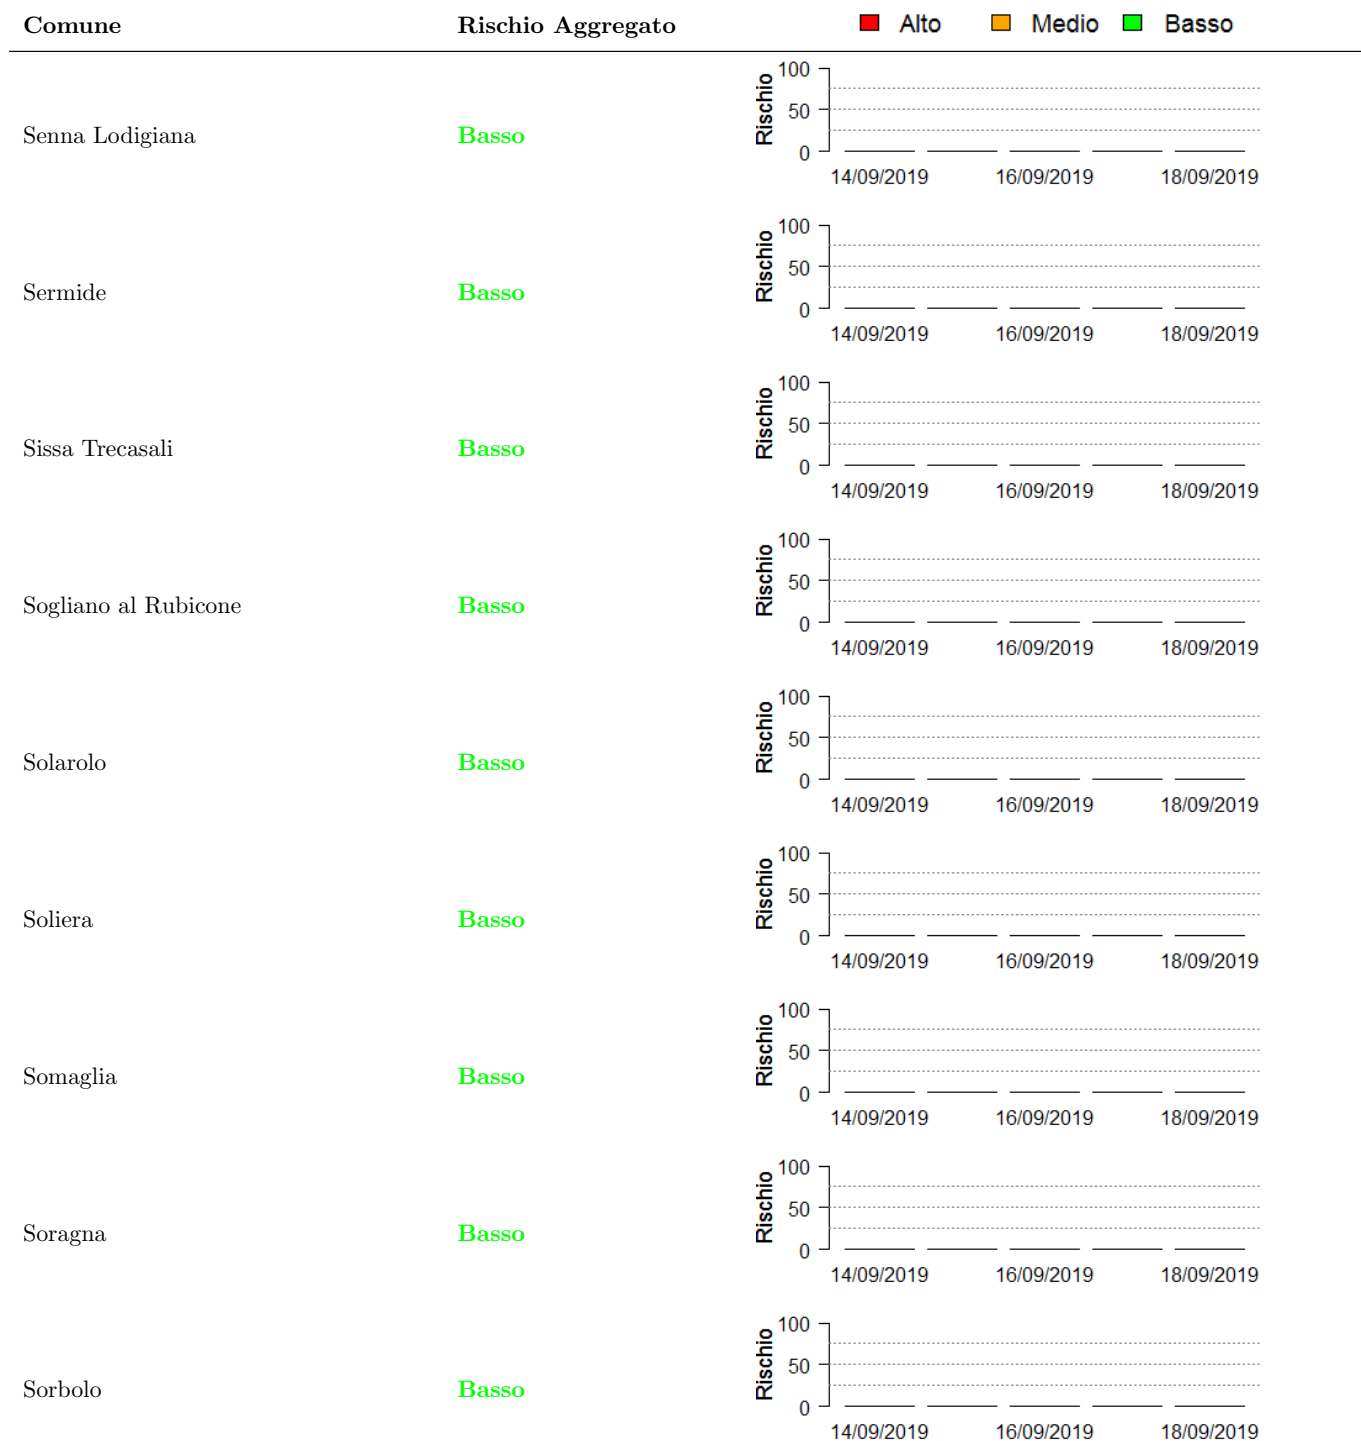 Comune Rischio Aggregato Alto Medio Basso
Senna Lodigiana Basso Rischio 100 50 0
14/09/2019 16/09/2019 18/09/2019
Sermide Basso Rischio 100 50 0
14/09/2019 16/09/2019 18/09/2019
Sissa Trecasali Basso Rischio 100 50 0
14/09/2019 16/09/2019 18/09/2019
Sogliano al Rubicone Basso Rischio 100 50 0
14/09/2019 16/09/2019 18/09/2019
Solarolo Basso Rischio 100 50 0
14/09/2019 16/09/2019 18/09/2019
Soliera Basso Rischio 100 50 0
14/09/2019 16/09/2019 18/09/2019
Somaglia Basso Rischio 100 50 0
14/09/2019 16/09/2019 18/09/2019
Soragna Basso Rischio 100 50 0
14/09/2019 16/09/2019 18/09/2019
Sorbolo Basso Rischio 100 50 0
14/09/2019 16/09/2019 18/09/2019